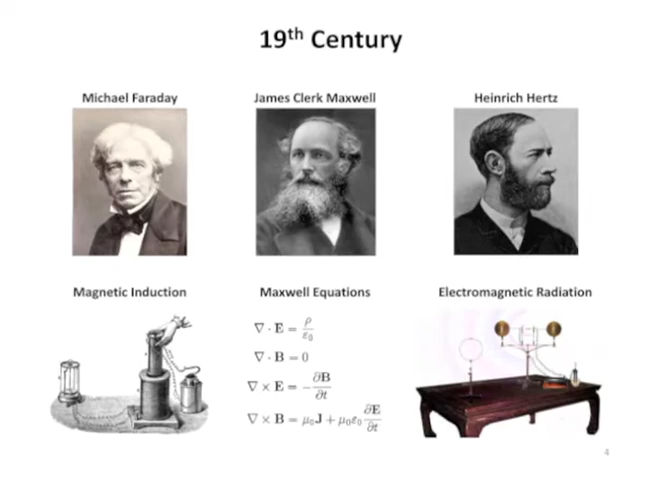 19th Century
Michael Faraday
James Clerk Maxwell
Heinrich Hertz
Magnetic Induction
Maxwell Equations
Electromagnetic Radiation
∇ · E = ρ/ε₀
∇ · B = 0
∇ × E = −∂B/∂t
∇ × B = μ₀J + μ₀ε₀ ∂E/∂t
4